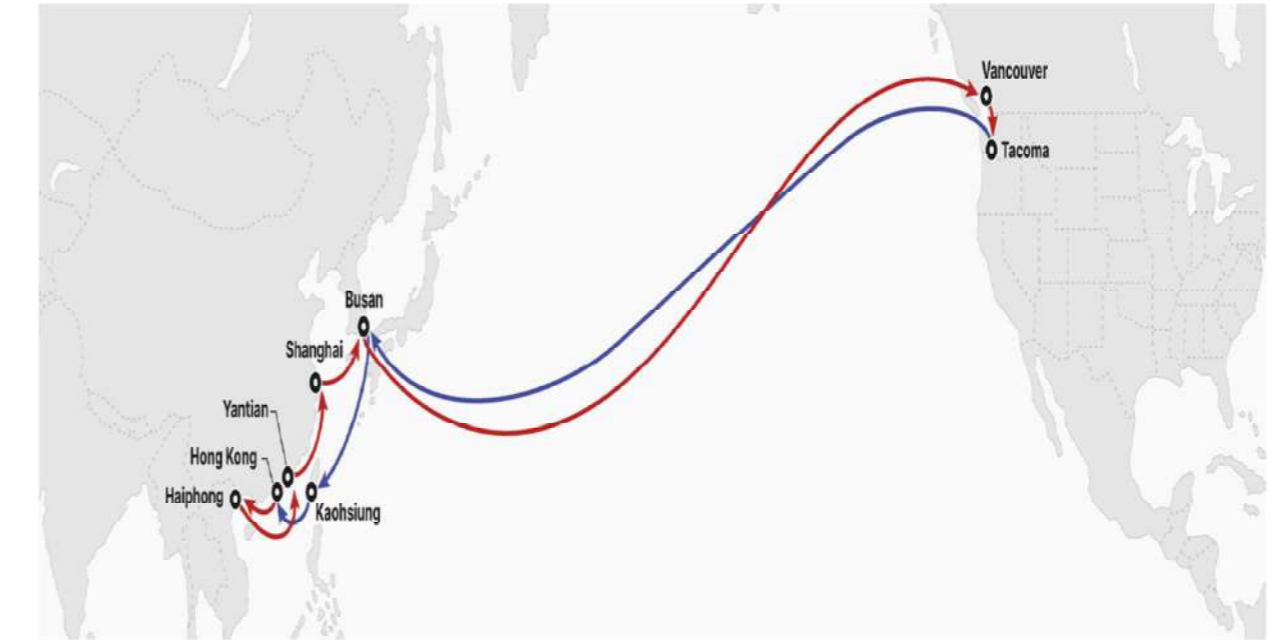 Vancouver
Tacoma
Busan
Shanghai
Yantian
Hong Kong
Haiphong
Kaohsiung